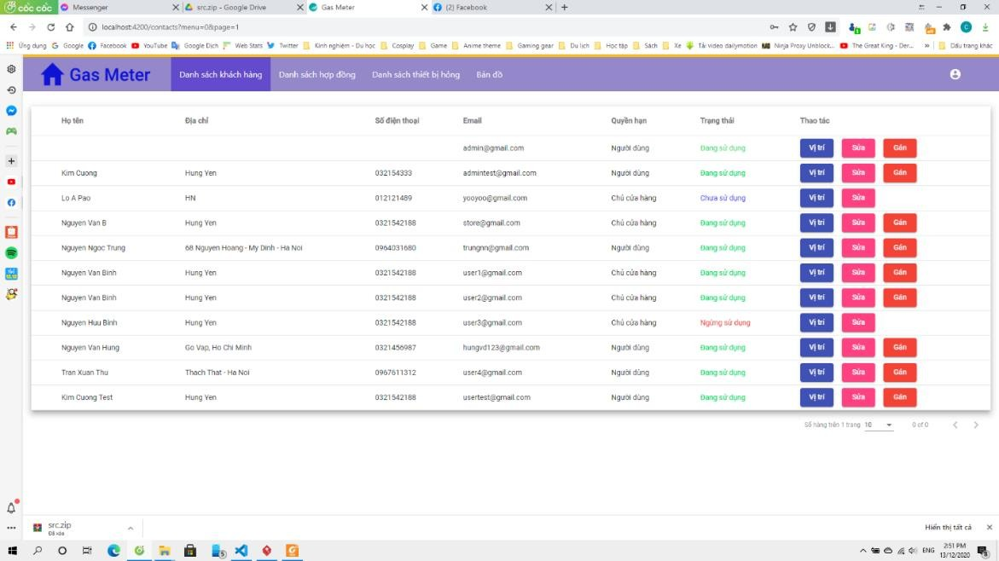 cốc cốc Messenger src.zip - Google Drive Gas Meter (2) Facebook
localhost:4200/contacts?menu=0&page=1
Ứng dụng Google Facebook YouTube Google Dịch Web Stats Twitter Kinh nghiệm - Du học Cosplay Game Anime theme Gaming gear Du lịch Học tập Sách Xe Tải video dailymotion Ninja Proxy Unblock... The Great King - Der... » Dấu trang khác
Gas Meter Danh sách khách hàng Danh sách hợp đồng Danh sách thiết bị hỏng Bản đồ
Họ tên Địa chỉ Số điện thoại Email Quyền hạn Trạng thái Thao tác
admin@gmail.com Người dùng Đang sử dụng Vị trí Sửa Gán
Kim Cuong Hung Yen 032154333 admintest@gmail.com Người dùng Đang sử dụng Vị trí Sửa Gán
Lo A Pao HN 012121489 yooyoo@gmail.com Chủ cửa hàng Chưa sử dụng Vị trí Sửa
Nguyen Van B Hung Yen 0321542188 store@gmail.com Chủ cửa hàng Đang sử dụng Vị trí Sửa Gán
Nguyen Ngoc Trung 68 Nguyen Hoang - My Dinh - Ha Noi 0964031680 trungnn@gmail.com Người dùng Đang sử dụng Vị trí Sửa Gán
Nguyen Van Binh Hung Yen 0321542188 user1@gmail.com Chủ cửa hàng Đang sử dụng Vị trí Sửa Gán
Nguyen Van Binh Hung Yen 0321542188 user2@gmail.com Chủ cửa hàng Đang sử dụng Vị trí Sửa Gán
Nguyen Huu Binh Hung Yen 0321542188 user3@gmail.com Chủ cửa hàng Ngừng sử dụng Vị trí Sửa
Nguyen Van Hung Go Vap, Ho Chi Minh 0321456987 hungvd123@gmail.com Người dùng Đang sử dụng Vị trí Sửa Gán
Tran Xuan Thu Thach That - Ha Noi 0967611312 user4@gmail.com Người dùng Đang sử dụng Vị trí Sửa Gán
Kim Cuong Test Hung Yen 0321542188 usertest@gmail.com Người dùng Đang sử dụng Vị trí Sửa Gán
Số hàng trên 1 trang 10 0 of 0
src.zip
Đã xóa
Hiển thị tất cả
ENG 2:51 PM
13/12/2020